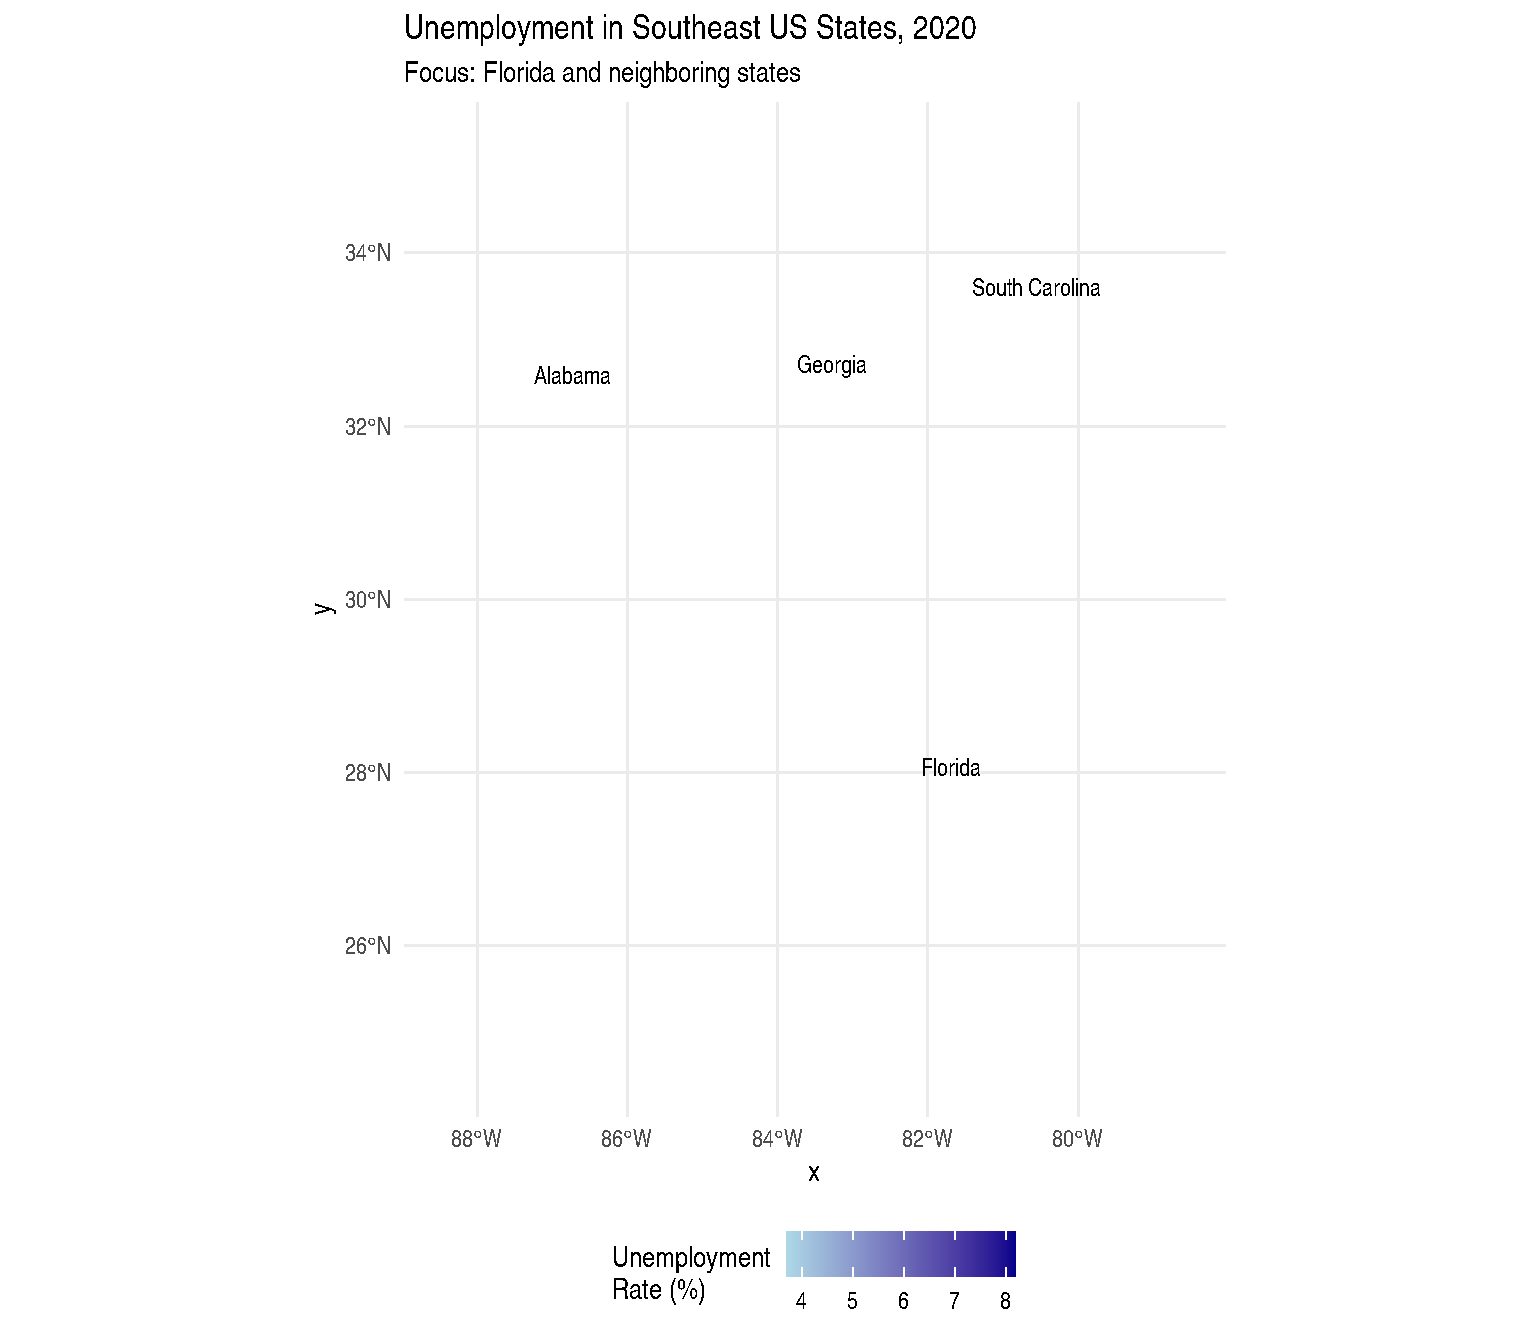 Unemployment in Southeast US States, 2020
Focus: Florida and neighboring states
34°N
South Carolina
Georgia
Alabama
32°N
y
30°N
Florida
28°N
26°N
88°W 86°W 84°W 82°W 80°W
x
Unemployment
Rate (%)
4 5 6 7 8